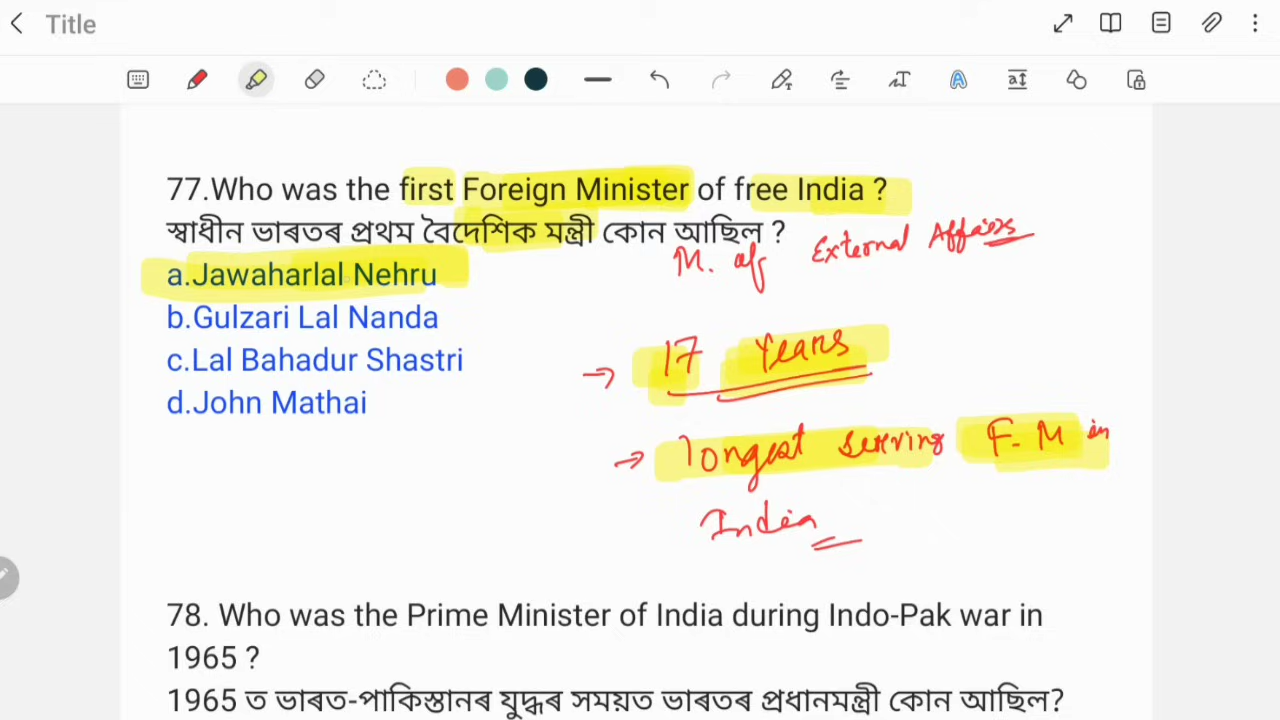 Title
77.Who was the first Foreign Minister of free India ?
স্বাধীন ভাৰতৰ প্ৰথম বৈদেশিক মন্ত্ৰী কোন আছিল ?
M. of External Affairs
a.Jawaharlal Nehru
b.Gulzari Lal Nanda
c.Lal Bahadur Shastri
d.John Mathai
→ 17 Years
→ longest serving F.M in
India
78. Who was the Prime Minister of India during Indo-Pak war in
1965 ?
1965 ত ভাৰত-পাকিস্তানৰ যুদ্ধৰ সময়ত ভাৰতৰ প্ৰধানমন্ত্ৰী কোন আছিল?